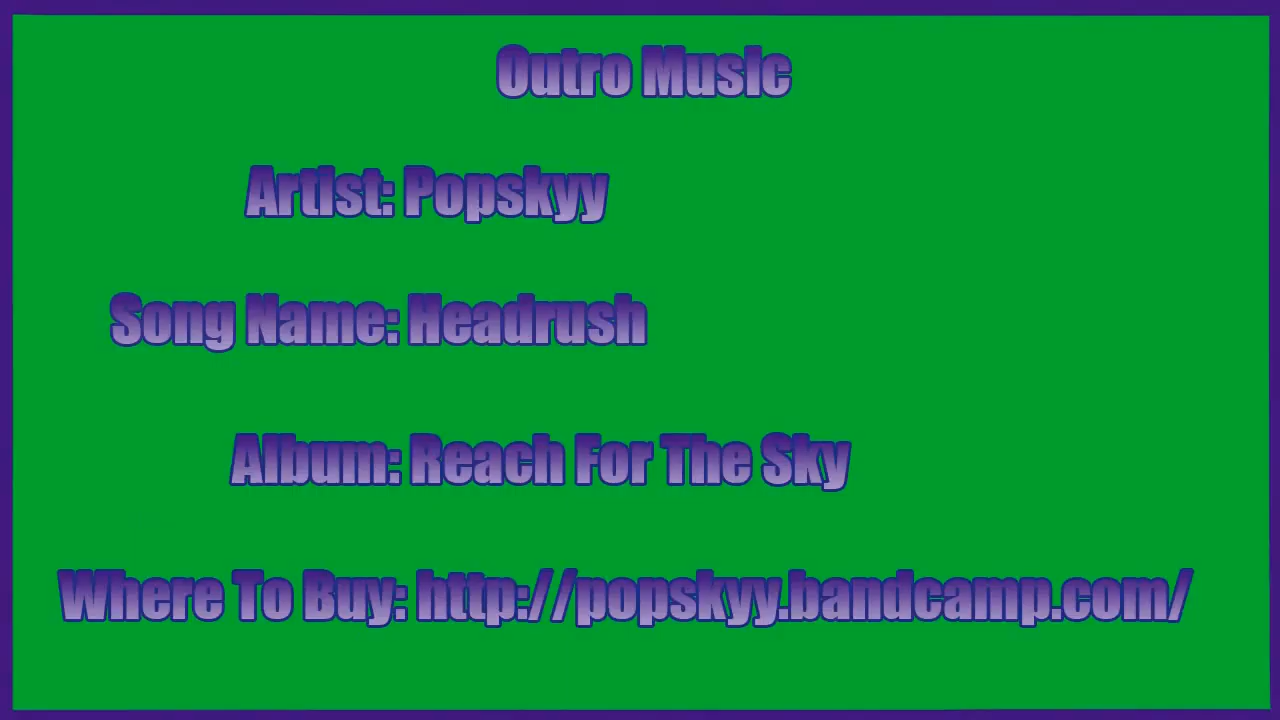 Outro Music
Artist: Popskyy
Song Name: Headrush
Album: Reach For The Sky
Where To Buy: http://popskyy.bandcamp.com/